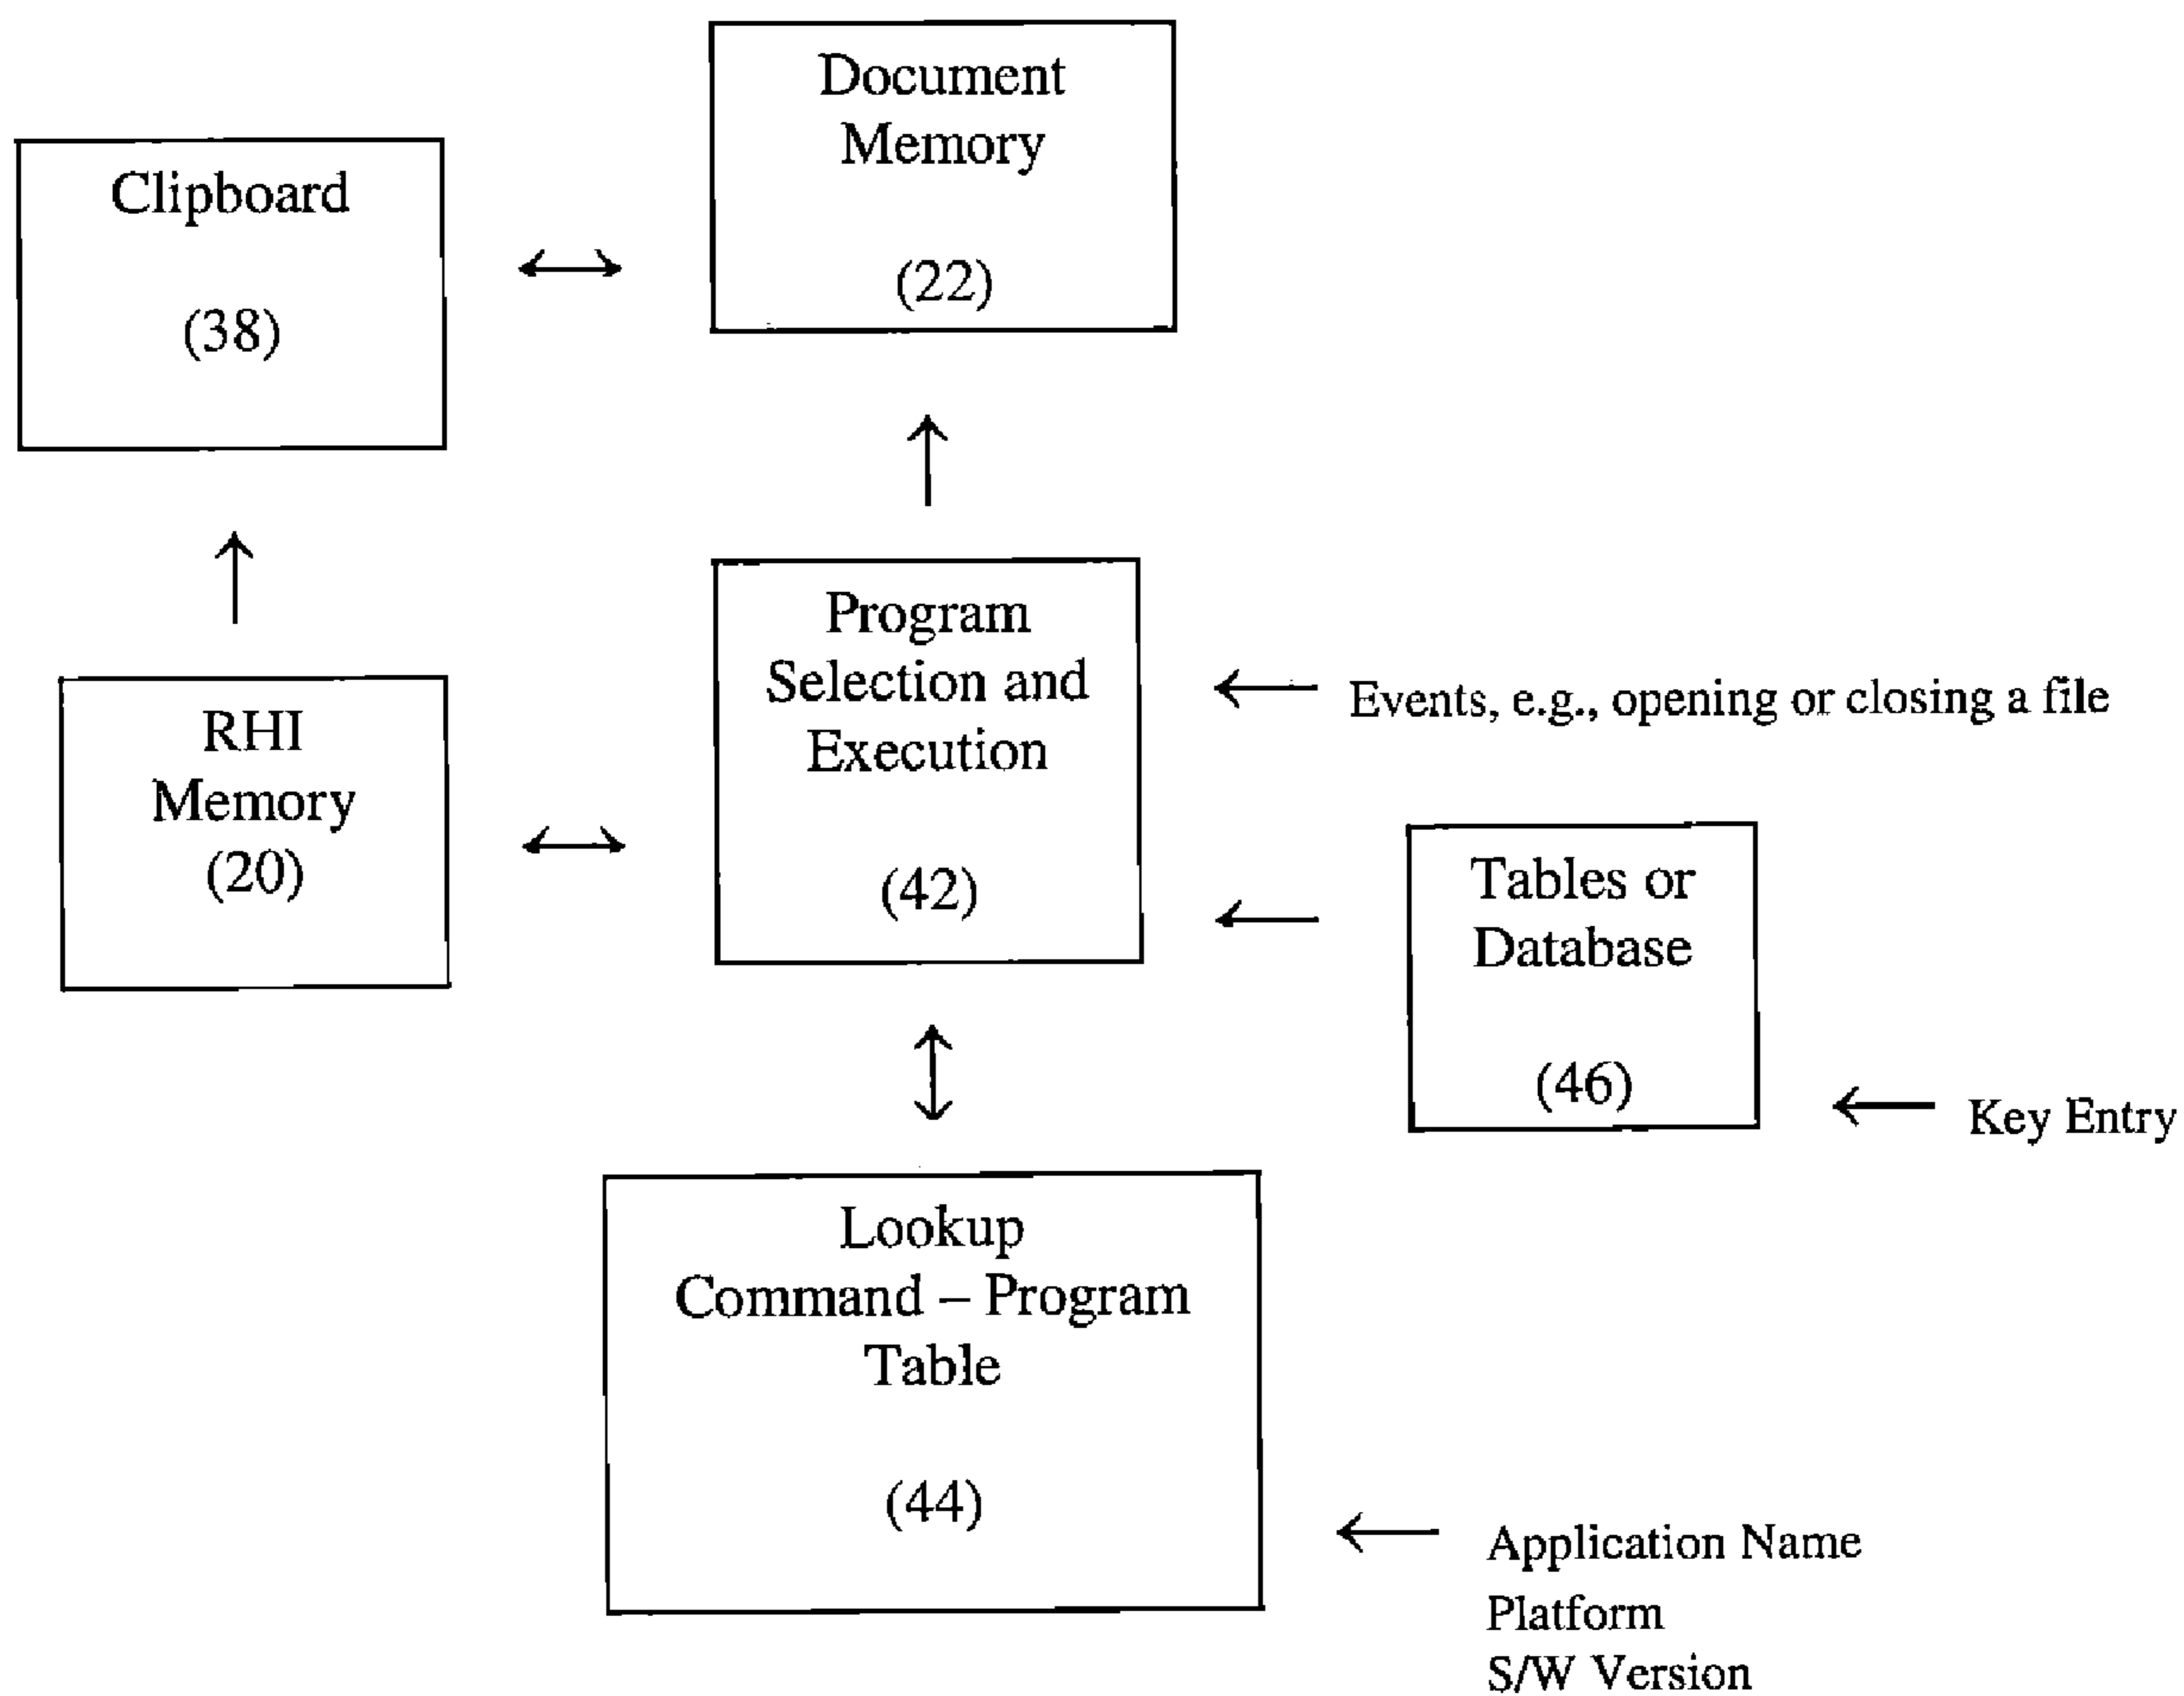 Document
Memory
(22)
Clipboard
(38)
Program
Selection and
Execution
(42)
Events, e.g., opening or closing a file
RHI
Memory
(20)
Tables or
Database
(46)
Key Entry
Lookup
Command – Program
Table
(44)
Application Name
Platform
S/W Version